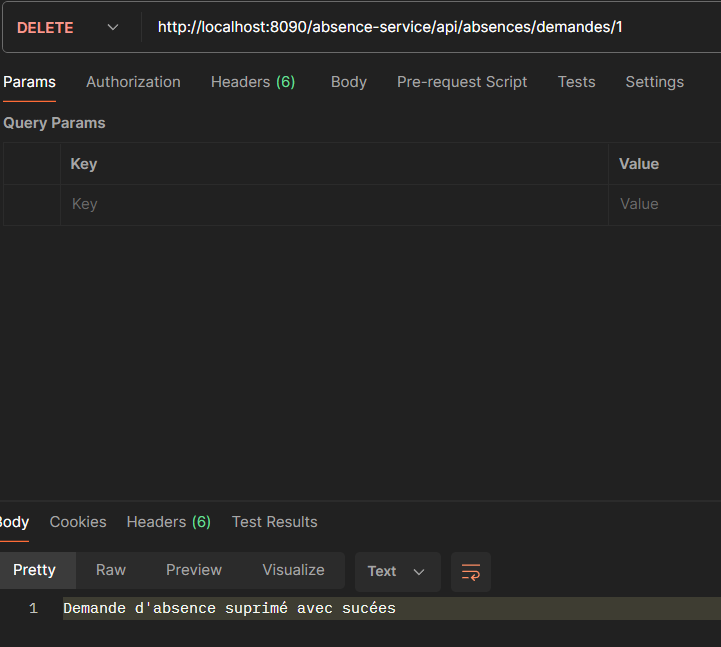 DELETE http://localhost:8090/absence-service/api/absences/demandes/1
Params Authorization Headers (6) Body Pre-request Script Tests Settings
Query Params
Key Value
Key Value
Body Cookies Headers (6) Test Results
Pretty Raw Preview Visualize Text
1 Demande d'absence suprimé avec sucées